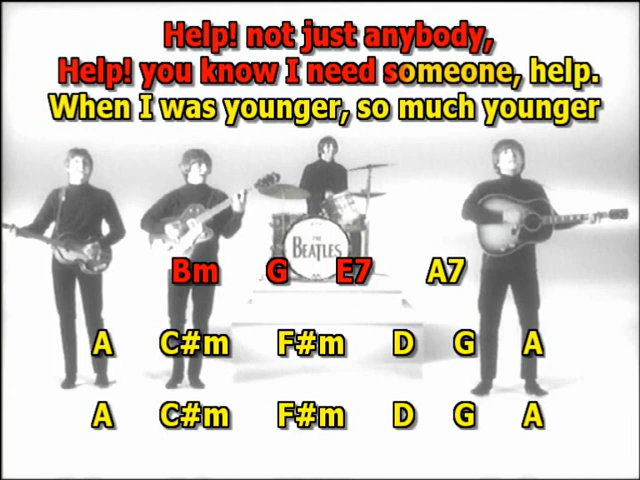 Help! not just anybody,
Help! you know I need someone, help.
When I was younger, so much younger
THE
BEATLES
Bm G E7 A7
A C#m F#m D G A
A C#m F#m D G A